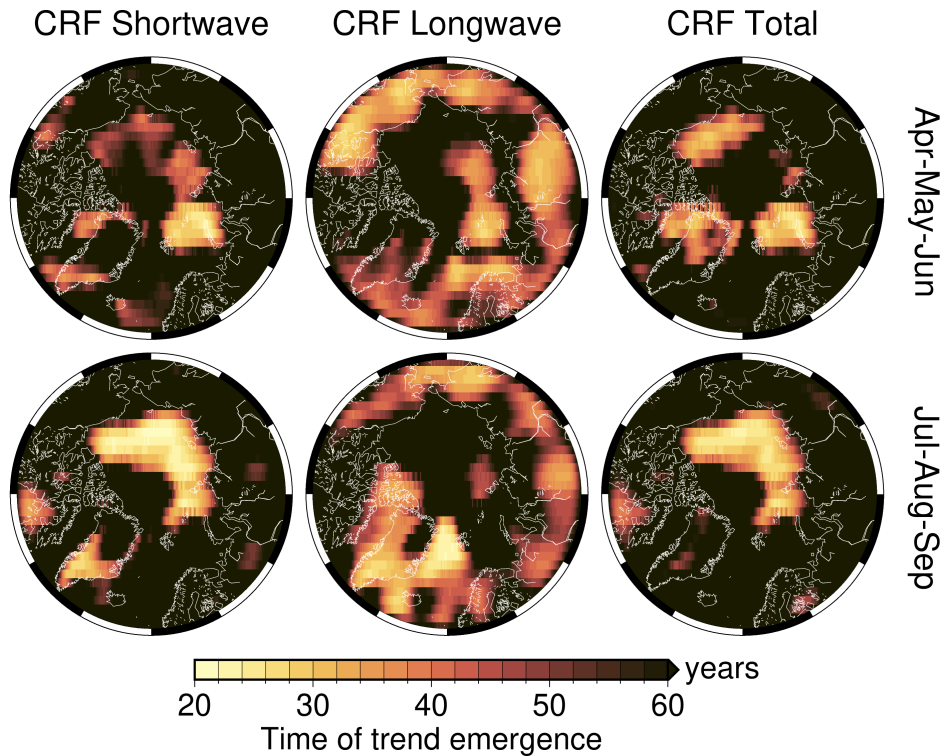 CRF Shortwave CRF Longwave CRF Total
Apr-May-Jun
Jul-Aug-Sep
years
20 30 40 50 60
Time of trend emergence